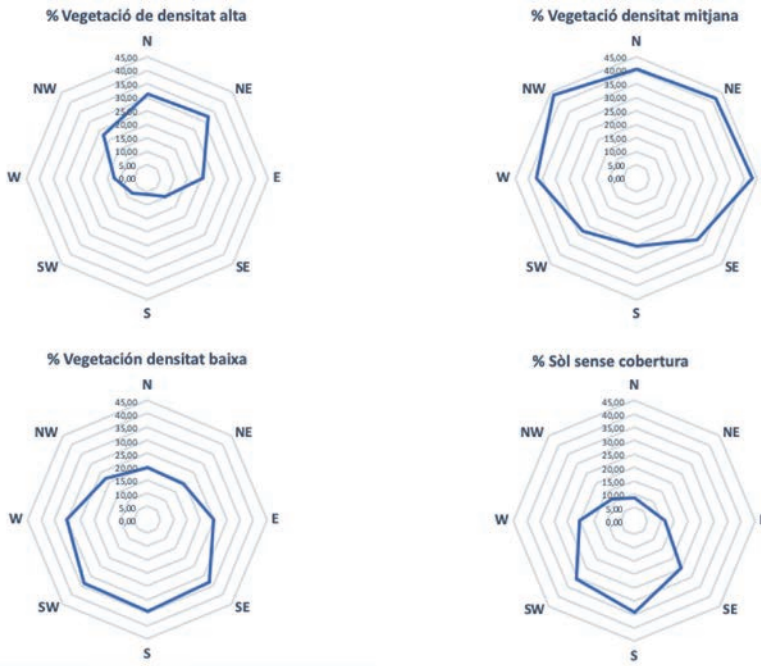 % Vegetació de densitat alta
N
45,00
40,00
35,00
30,00
25,00
20,00
15,00
10,00
5,00
0,00
NW
NE
W
E
SW
SE
S
% Vegetació densitat mitjana
N
45,00
40,00
35,00
30,00
25,00
20,00
15,00
10,00
5,00
0,00
NW
NE
W
SW
SE
S
% Vegetación densitat baixa
N
45,00
40,00
35,00
30,00
25,00
20,00
15,00
10,00
5,00
0,00
NW
NE
W
E
SW
SE
S
% Sòl sense cobertura
N
45,00
40,00
35,00
30,00
25,00
20,00
15,00
10,00
5,00
0,00
NW
NE
W
SW
SE
S